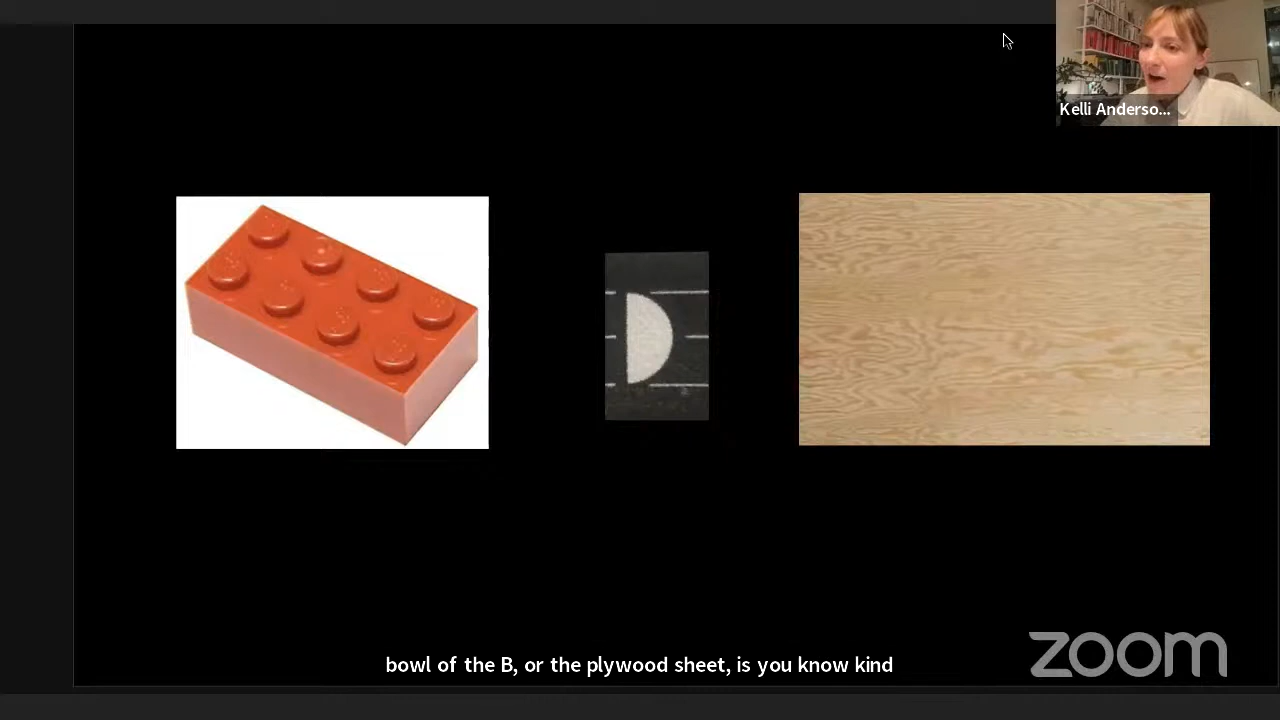 Kelli Anderso...
bowl of the B, or the plywood sheet, is you know kind
zoom